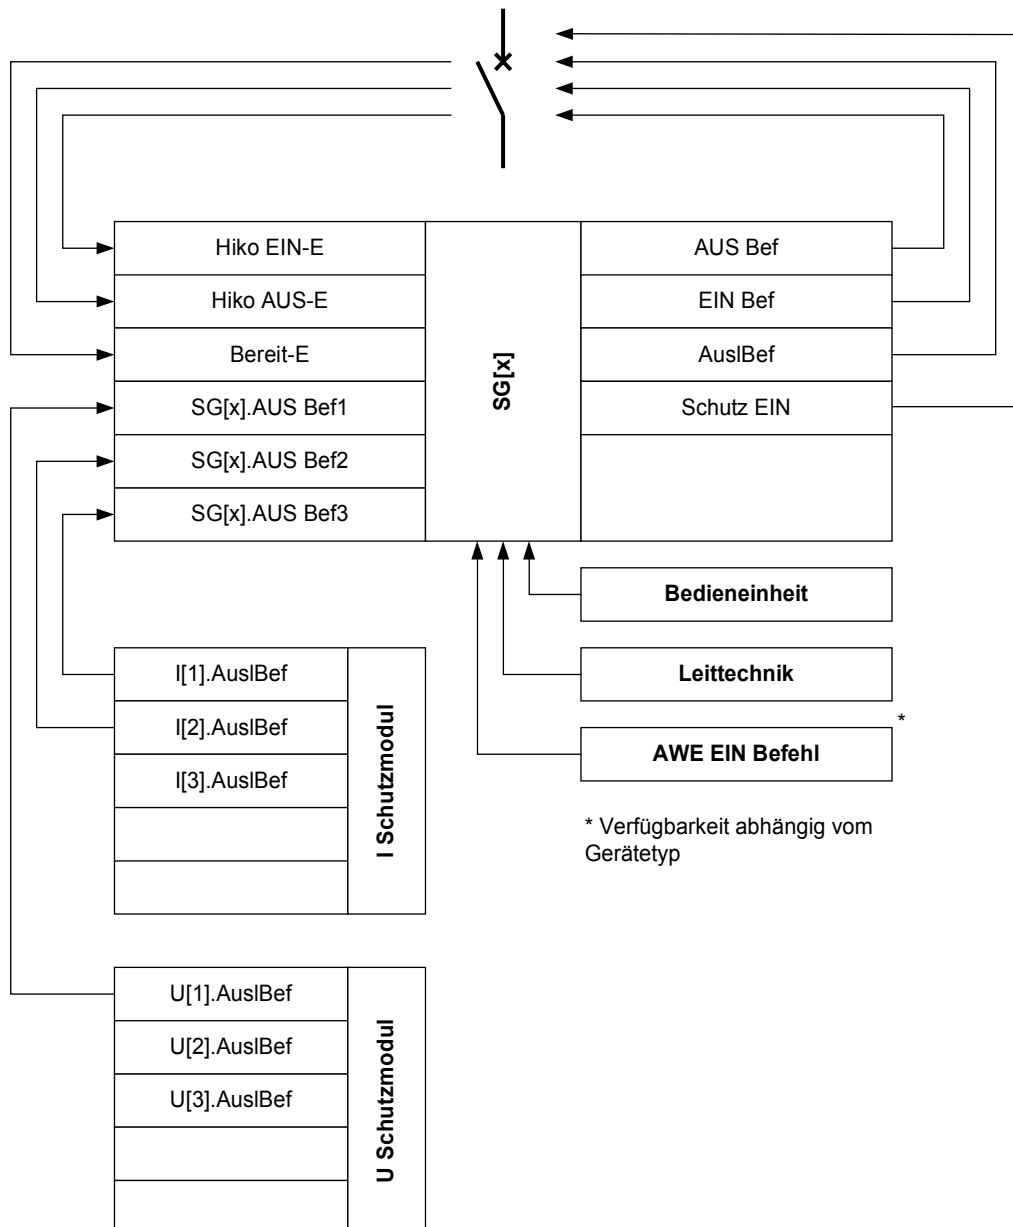 Hiko EIN-E
AUS Bef
Hiko AUS-E
EIN Bef
Bereit-E
AuslBef
SG[x].AUS Bef1
Schutz EIN
SG[x].AUS Bef2
SG[x].AUS Bef3
SG[x]
Bedieneinheit
Leittechnik
AWE EIN Befehl
*
* Verfügbarkeit abhängig vom
Gerätetyp
I[1].AuslBef
I[2].AuslBef
I[3].AuslBef
I Schutzmodul
U[1].AuslBef
U[2].AuslBef
U[3].AuslBef
U Schutzmodul